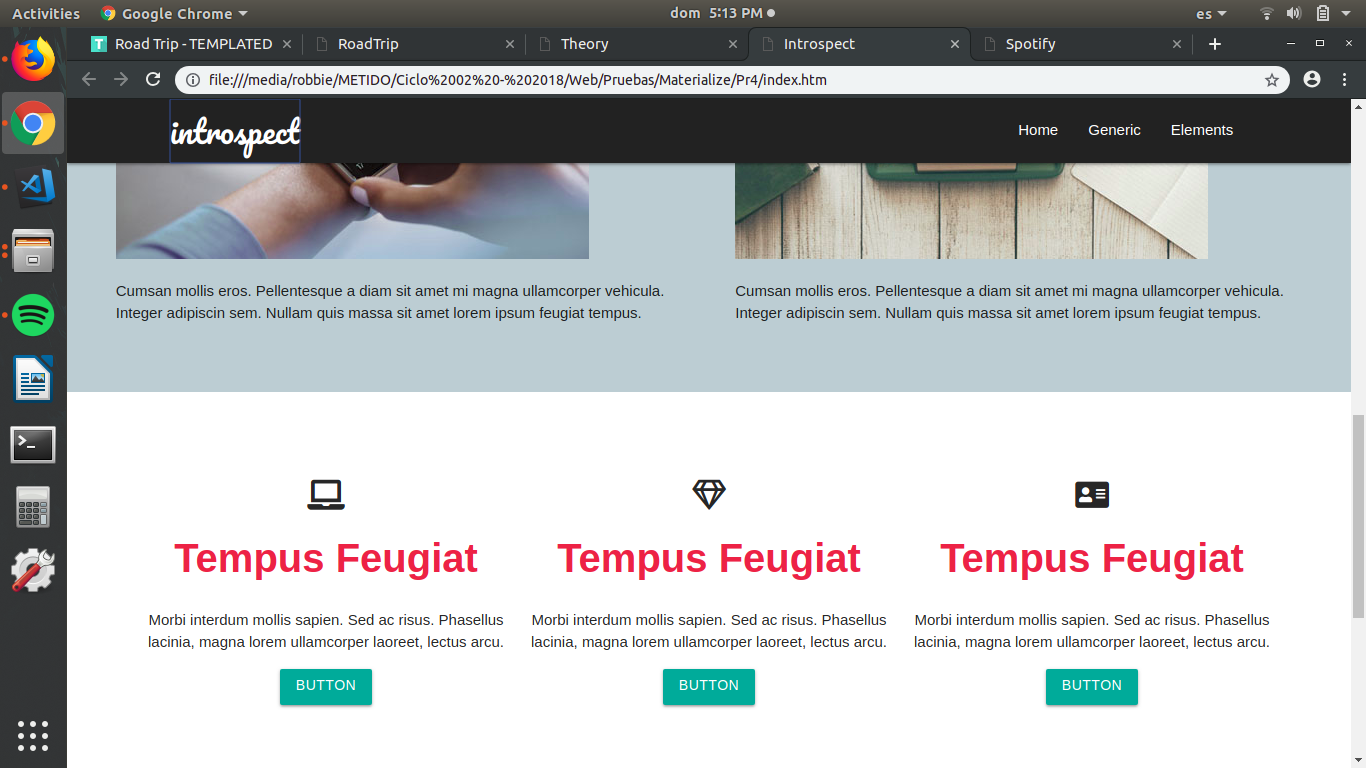 Activities
Google Chrome
dom 5:13 PM
es
Road Trip - TEMPLATED
RoadTrip
Theory
Introspect
Spotify
file:///media/robbie/METIDO/Ciclo%2002%20-%202018/Web/Pruebas/Materialize/Pr4/index.htm
introspect
Home
Generic
Elements
Cumsan mollis eros. Pellentesque a diam sit amet mi magna ullamcorper vehicula.
Integer adipiscin sem. Nullam quis massa sit amet lorem ipsum feugiat tempus.
Cumsan mollis eros. Pellentesque a diam sit amet mi magna ullamcorper vehicula.
Integer adipiscin sem. Nullam quis massa sit amet lorem ipsum feugiat tempus.
Tempus Feugiat
Morbi interdum mollis sapien. Sed ac risus. Phasellus
lacinia, magna lorem ullamcorper laoreet, lectus arcu.
BUTTON
Tempus Feugiat
Morbi interdum mollis sapien. Sed ac risus. Phasellus
lacinia, magna lorem ullamcorper laoreet, lectus arcu.
BUTTON
Tempus Feugiat
Morbi interdum mollis sapien. Sed ac risus. Phasellus
lacinia, magna lorem ullamcorper laoreet, lectus arcu.
BUTTON